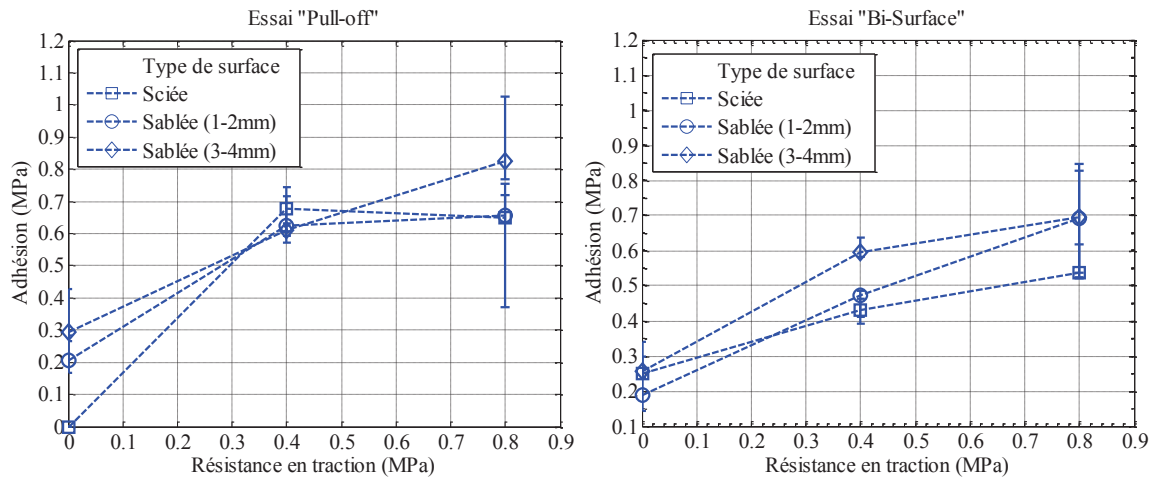 Essai "Pull-off"
1.2
1.1
1
0.9
0.8
0.7
0.6
0.5
0.4
0.3
0.2
0.1
0
Adhésion (MPa)
Type de surface
Sciée
Sablée (1-2mm)
Sablée (3-4mm)
0 0.1 0.2 0.3 0.4 0.5 0.6 0.7 0.8 0.9
Résistance en traction (MPa)
Essai "Bi-Surface"
1.2
1.1
1
0.9
0.8
0.7
0.6
0.5
0.4
0.3
0.2
0.1
Adhésion (MPa)
Type de surface
Sciée
Sablée (1-2mm)
Sablée (3-4mm)
0 0.1 0.2 0.3 0.4 0.5 0.6 0.7 0.8 0.9
Résistance en traction (MPa)